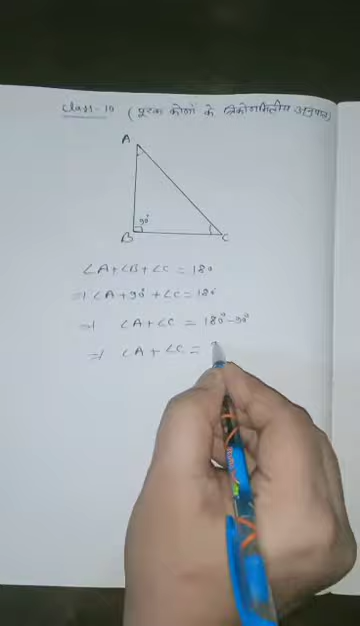 Class-10 (पूरक कोणों के त्रिकोणमितीय अनुपात)
A
90°
B C
∠A+∠B+∠C=180
⇒ ∠A+90°+∠C=180°
⇒ ∠A+∠C = 180°-90°
⇒ ∠A+∠C =